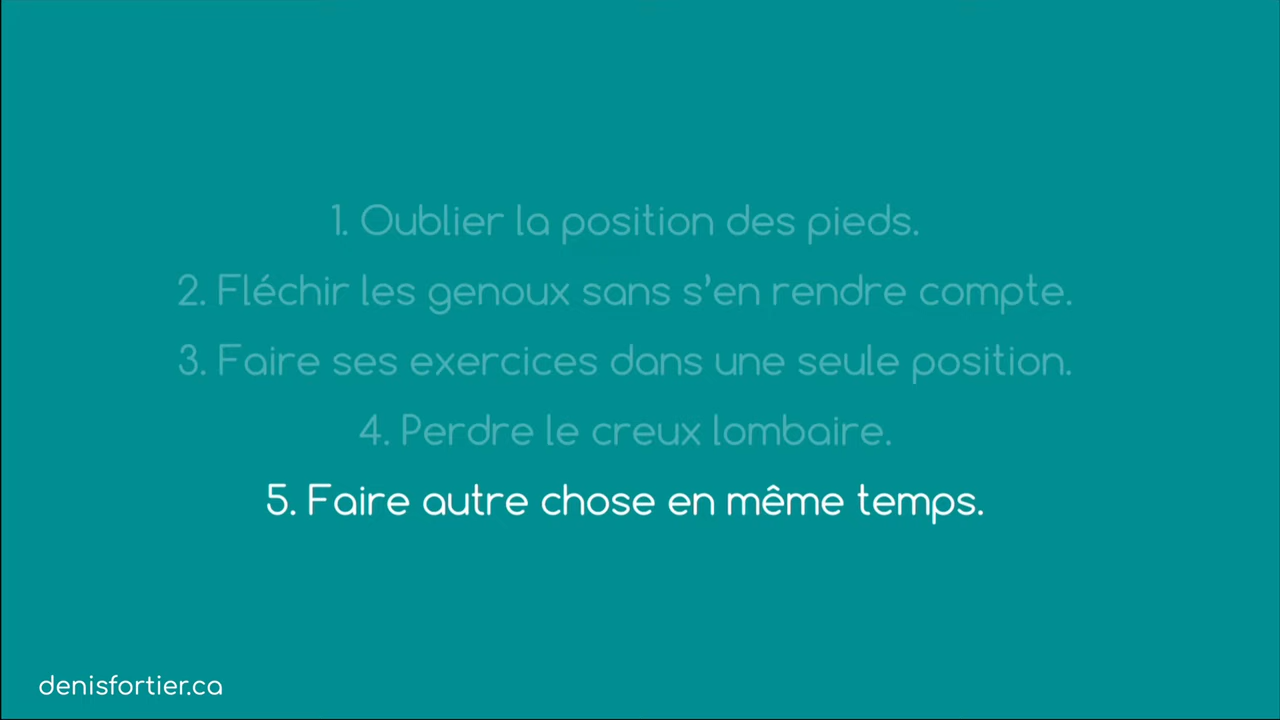 1. Oublier la position des pieds.
2. Fléchir les genoux sans s'en rendre compte.
3. Faire ses exercices dans une seule position.
4. Perdre le creux lombaire.
5. Faire autre chose en même temps.
denisfortier.ca